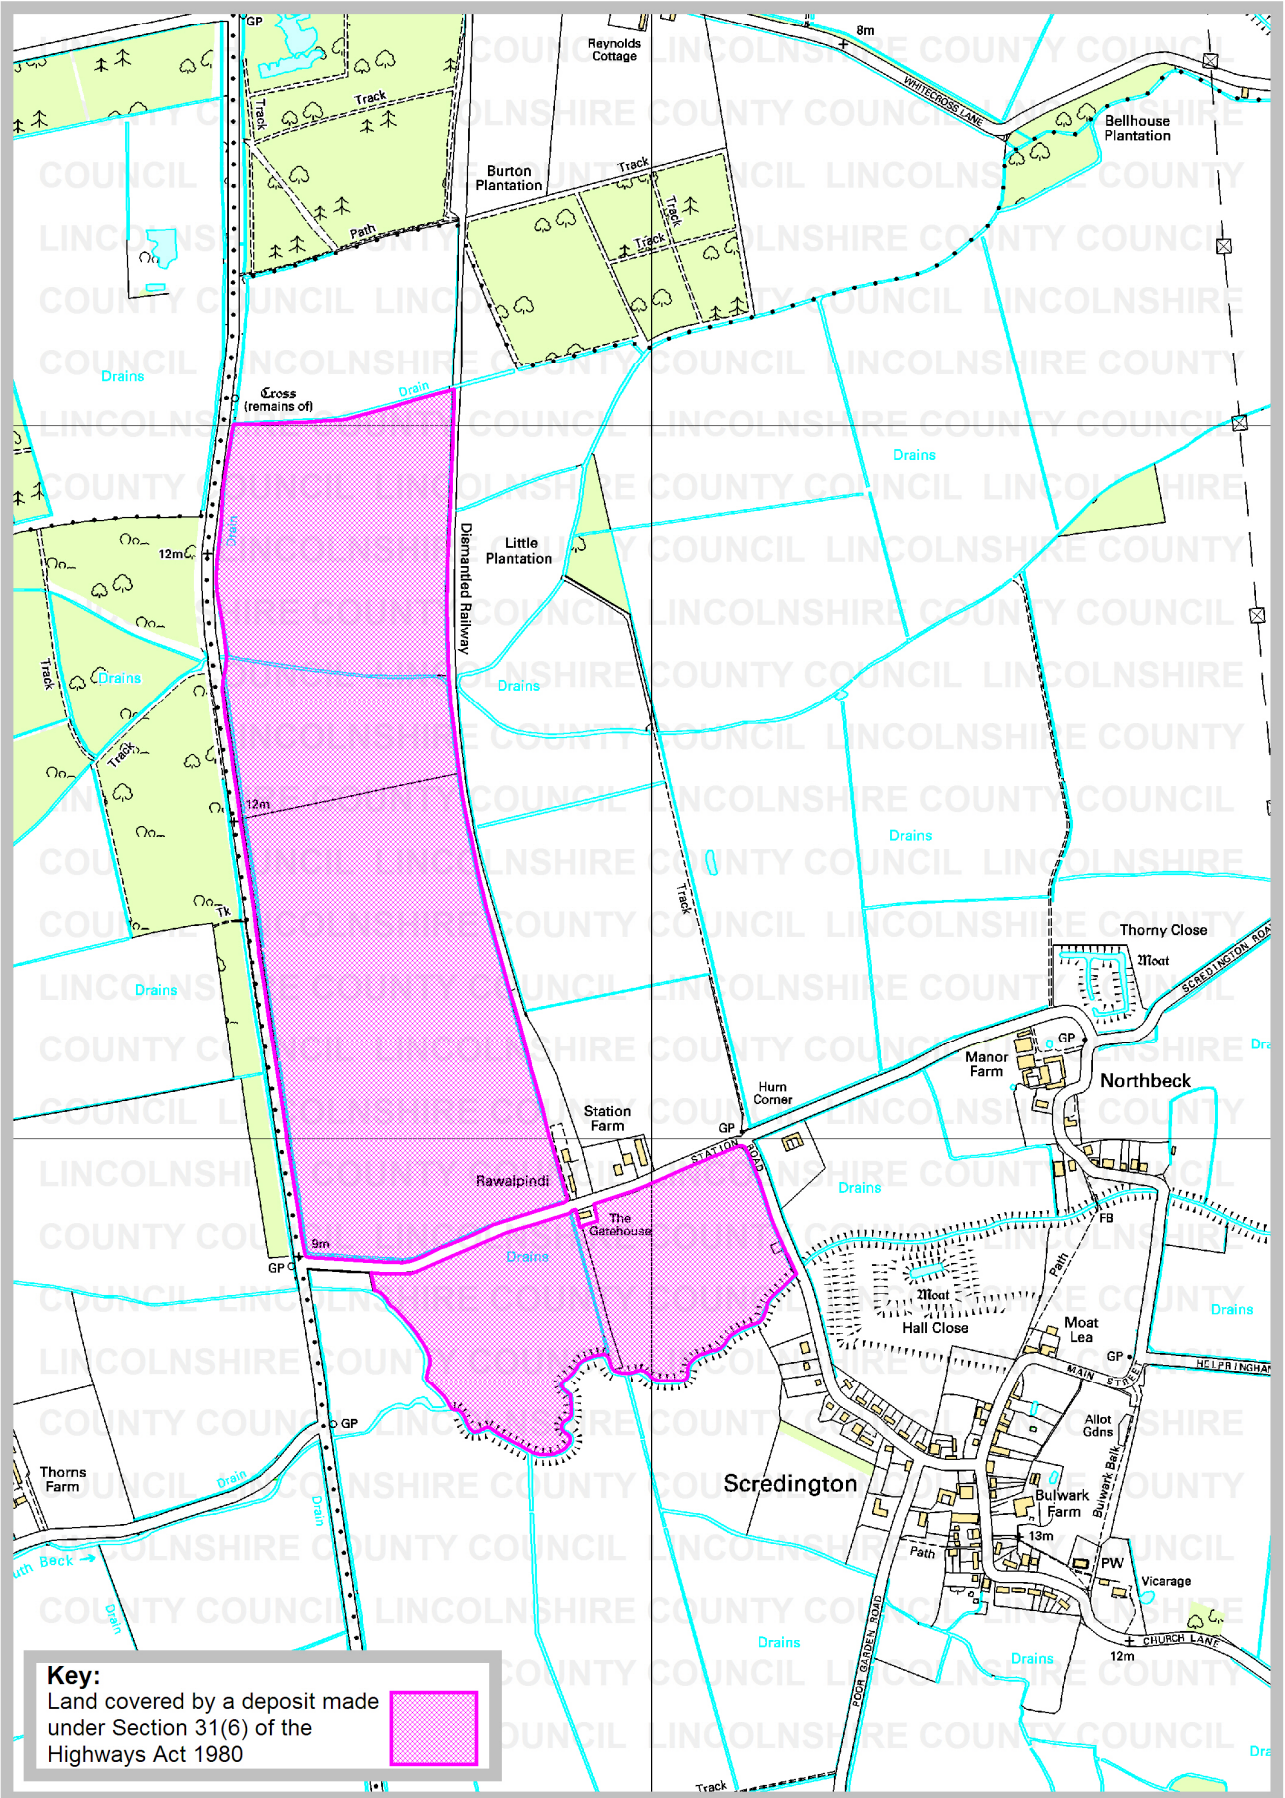 GP
Reynolds
Cottage
8m
WHITECROSS LANE
Bellhouse
Plantation
Track
Track
Burton
Plantation
Track
Track
Track
Path
Drains
Cross
(remains of)
Drain
Drains
Drain
12m
Little
Plantation
Dismantled Railway
Track
Drains
Drains
Track
12m
Drains
Track
Tk
Drains
Thorny Close
Moat
SCREDINGTON ROAD
GP
Manor
Farm
Northbeck
Hurn
Corner
Station
Farm
GP
STATION ROAD
Rawalpindi
Drains
The
Gatehouse
FB
9m
Drains
GP
Path
Moat
Hall Close
Drains
Moat
Lea
GP
MAIN STREET
HELPRINGHAM
GP
Allot
Gdns
Bulwark Balk
Thorns
Farm
Drain
Drain
Scredington
Bulwark
Farm
13m
Path
PW
Vicarage
uth Beck
Drain
POOR GARDEN ROAD
Drains
Drains
CHURCH LANE
12m
Track
Key:
Land covered by a deposit made
under Section 31(6) of the
Highways Act 1980
LINCOLNSHIRE COUNTY COUNCIL